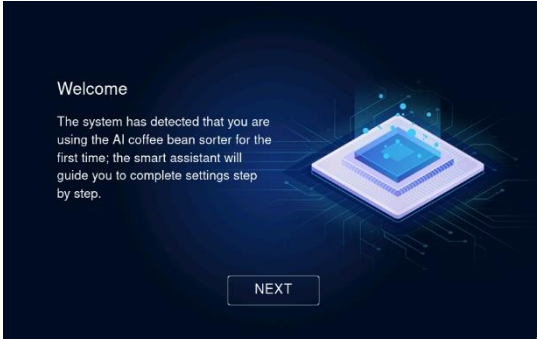 Welcome
The system has detected that you are
using the AI coffee bean sorter for the
first time; the smart assistant will
guide you to complete settings step
by step.
NEXT